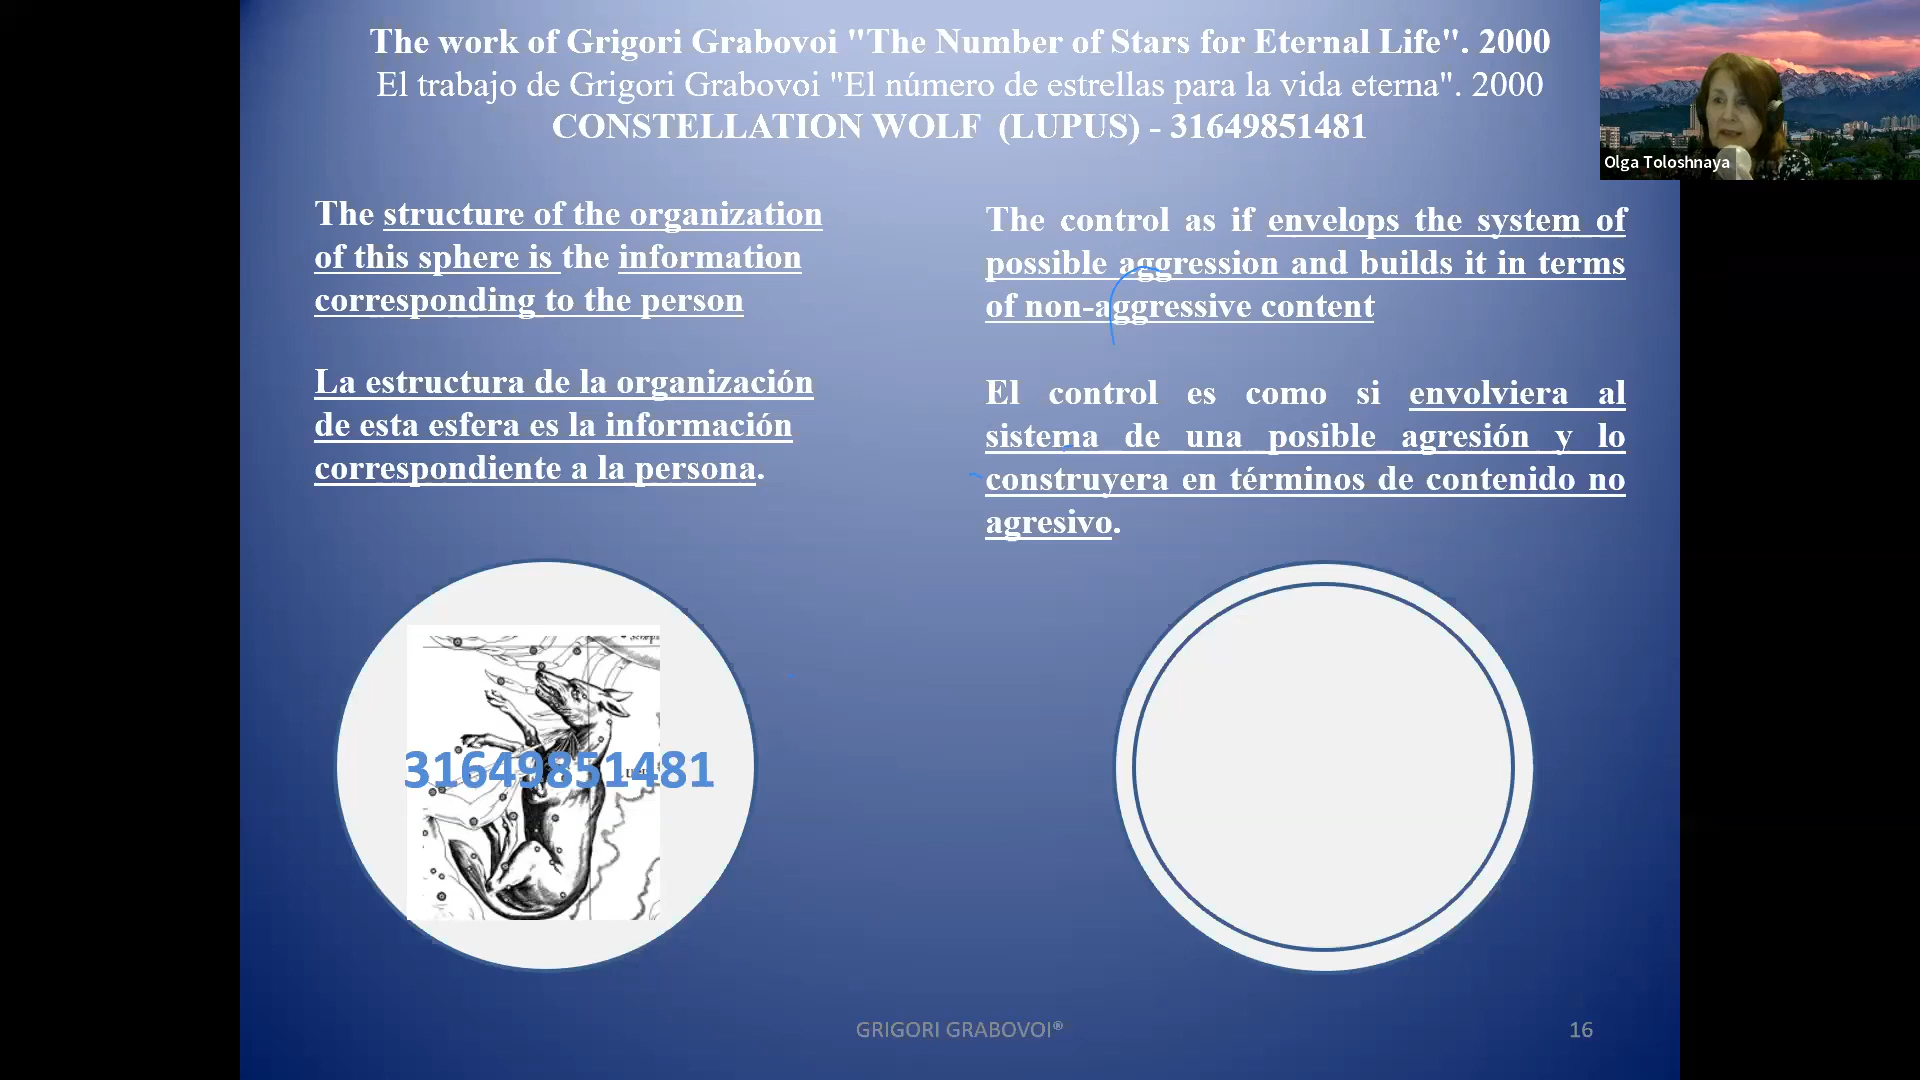 The work of Grigori Grabovoi "The Number of Stars for Eternal Life". 2000
El trabajo de Grigori Grabovoi "El número de estrellas para la vida eterna". 2000
CONSTELLATION WOLF (LUPUS) - 31649851481
Olga Toloshnaya
The structure of the organization
of this sphere is the information
corresponding to the person
La estructura de la organización
de esta esfera es la información
correspondiente a la persona.
The control as if envelops the system of
possible aggression and builds it in terms
of non-aggressive content
El control es como si envolviera al
sistema de una posible agresión y lo
construyera en términos de contenido no
agresivo.
31649851481
GRIGORI GRABOVOI®
16